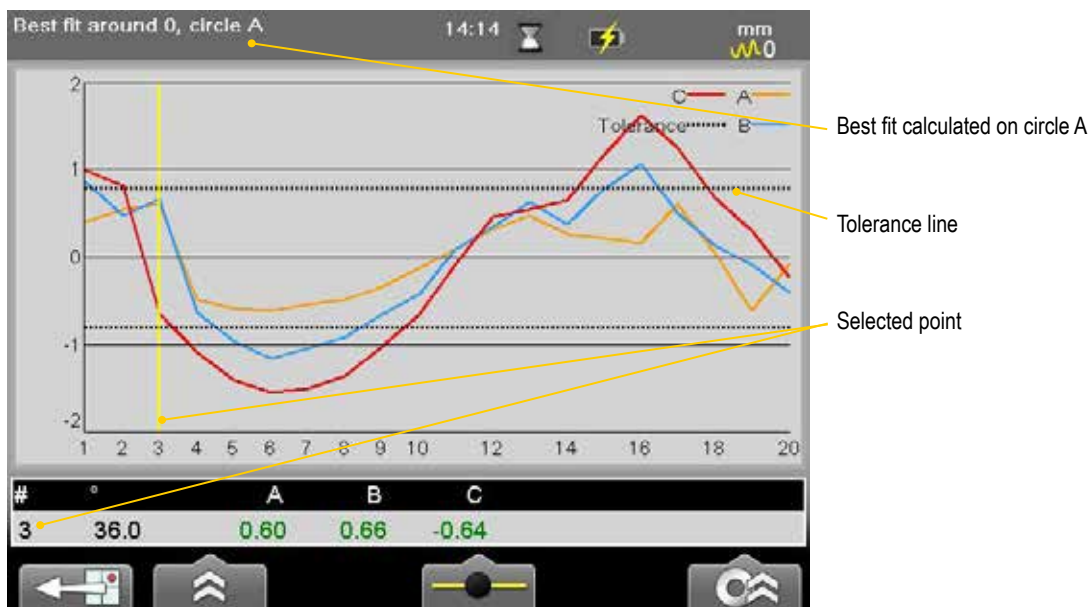 Best fit around 0, circle A
14:14
mm
0
2
C A
Tolerance B
1
0
-1
-2
1 2 3 4 5 6 7 8 9 10 12 14 16 18 20
# ° A B C
3 36.0 0.60 0.66 -0.64
Best fit calculated on circle A
Tolerance line
Selected point